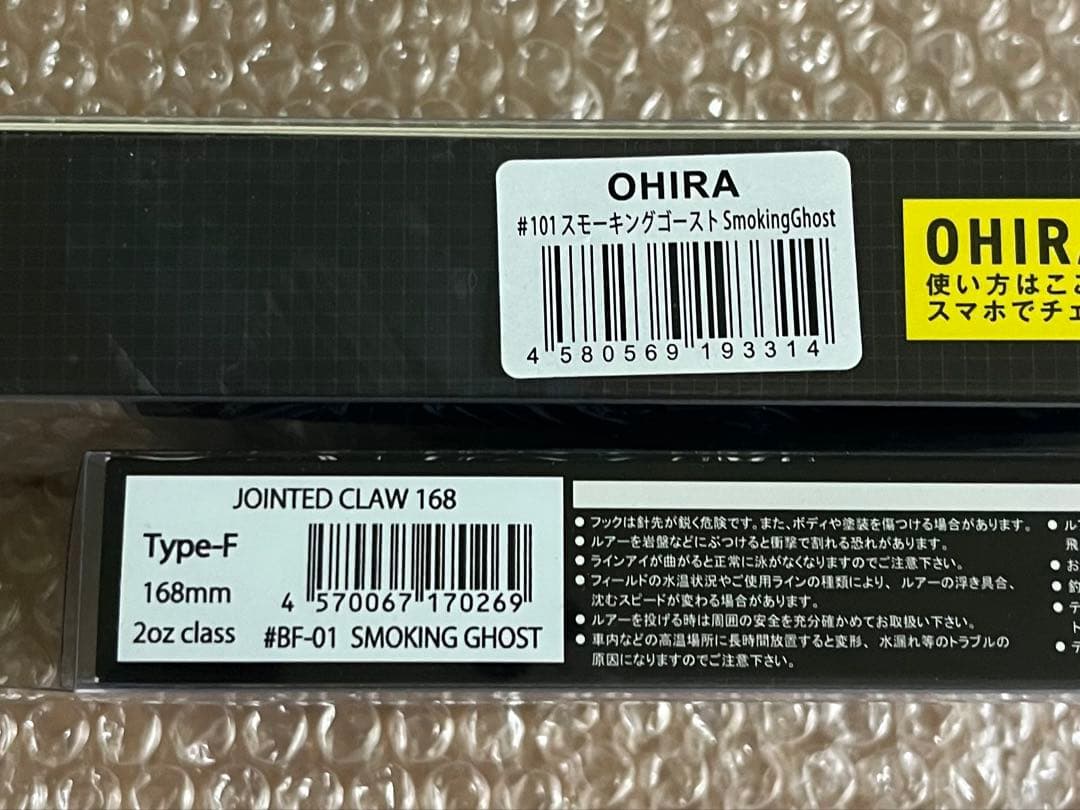 OHIRA
#101 スモーキングゴースト SmokingGhost
4 580569 193314
OHIRA
使い方はここ
スマホでチェ
JOINTED CLAW 168
Type-F
168mm
2oz class
4 570067 170269
#BF-01 SMOKING GHOST
● フックは針先が鋭く危険です。また、ボディや塗装を傷つける場合があります。
● ルアーを岩盤などにぶつけると衝撃で割れる恐れがあります。
● ラインアイが曲がると正常に泳がなくなりますのでご注意下さい。
● フィールドの水温状況やご使用ラインの種類により、ルアーの浮き具合、
沈むスピードが変わる場合があります。
● ルアーを投げる時は周囲の安全を充分確かめてお取扱い下さい。
● 車内などの高温場所に長時間放置すると変形、水漏れ等のトラブルの
原因になりますのでご注意下さい。
● ル
飛
● お
● 釣
● テ
ト
● テ